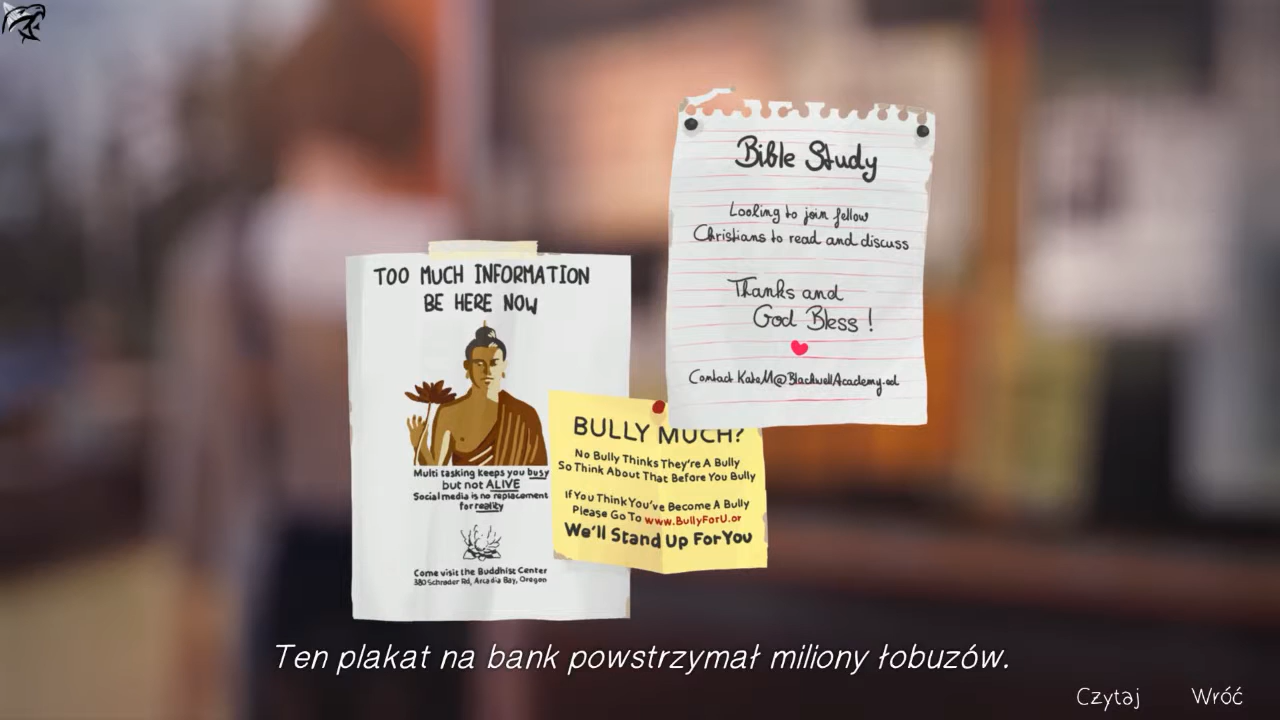 Bible Study
Looking to join fellow
Christians to read and discuss
Thanks and
God Bless !
Contact KateM@BlackwellAcademy.ed
TOO MUCH INFORMATION
BE HERE NOW
Multi tasking keeps you busy
but not ALIVE
Social media is no replacement
for reality
Come visit the Buddhist Center
380 Schroder Rd, Arcadia Bay, Oregon
BULLY MUCH?
No Bully Thinks They're A Bully
So Think About That Before You Bully
If You Think You've Become A Bully
Please Go To www.BullyForU.or
We'll Stand Up For You
Ten plakat na bank powstrzymał miliony łobuzów.
Czytaj Wróć